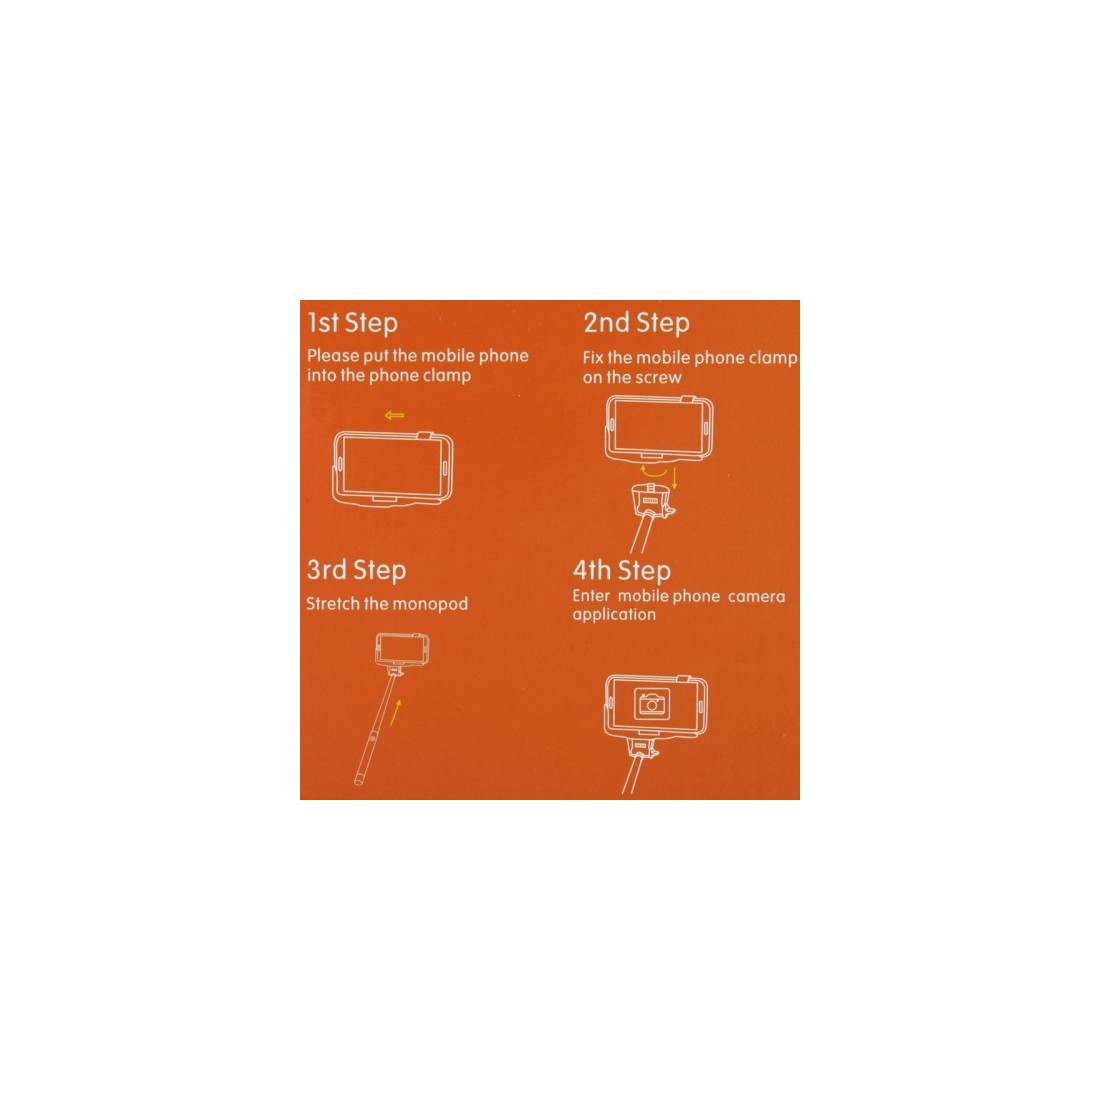 1st Step
Please put the mobile phone
into the phone clamp
2nd Step
Fix the mobile phone clamp
on the screw
3rd Step
Stretch the monopod
4th Step
Enter mobile phone camera
application